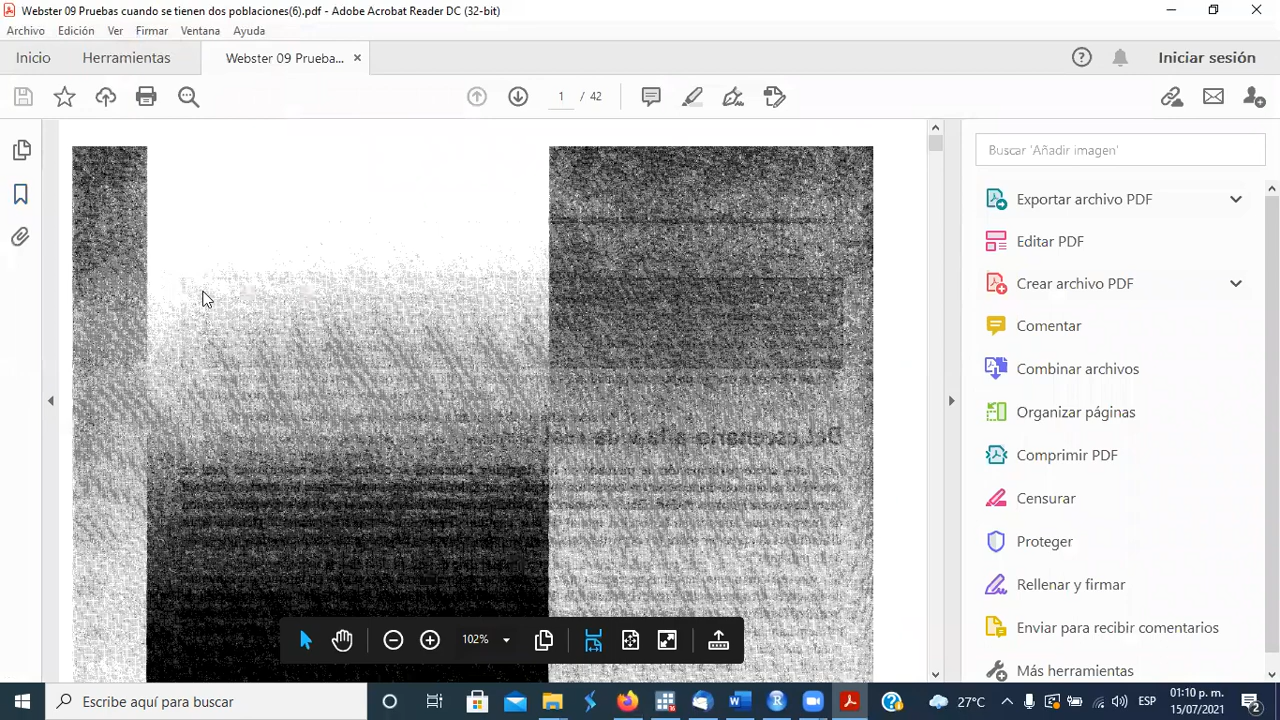 Webster 09 Pruebas cuando se tienen dos poblaciones(6).pdf - Adobe Acrobat Reader DC (32-bit)
Archivo Edición Ver Firmar Ventana Ayuda
Inicio Herramientas Webster 09 Prueba... Iniciar sesión
1 / 42
Buscar 'Añadir imagen'
Exportar archivo PDF
Editar PDF
Crear archivo PDF
Comentar
Combinar archivos
Organizar páginas
Comprimir PDF
Censurar
Proteger
Rellenar y firmar
Enviar para recibir comentarios
Más herramientas
102%
Escribe aquí para buscar
27°C ESP 01:10 p. m.
15/07/2021
2